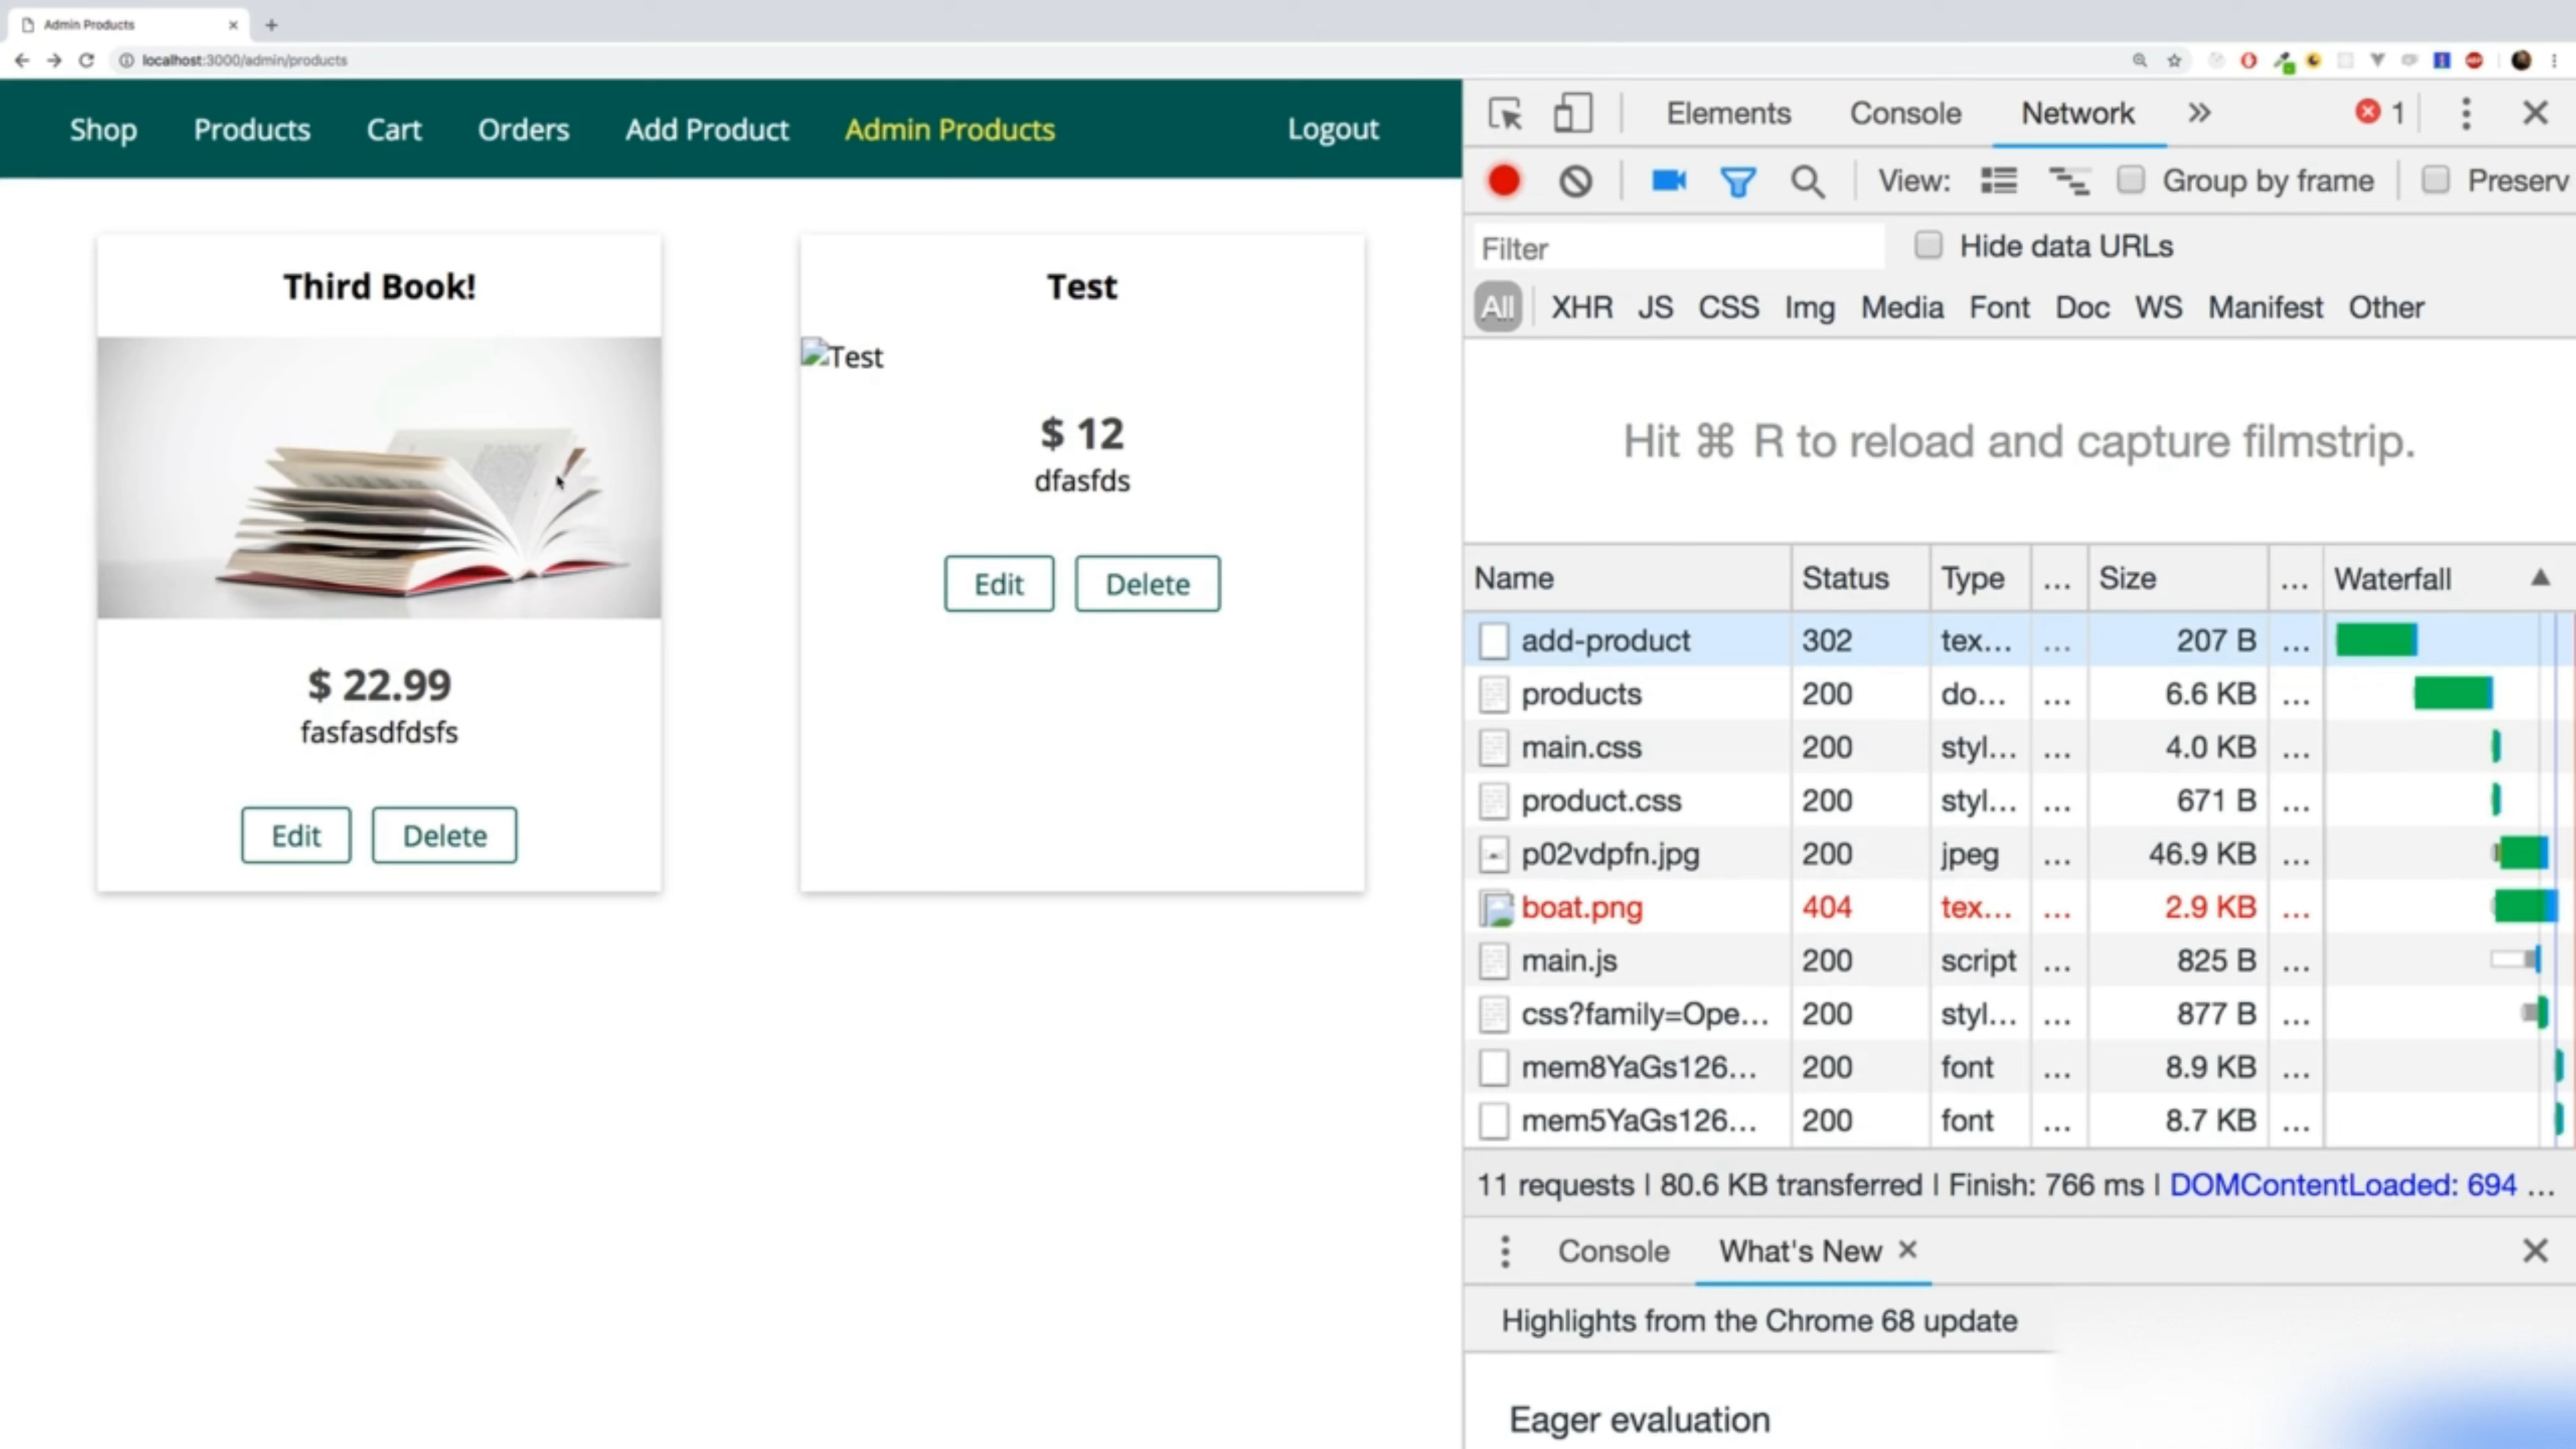 Admin Products
localhost:3000/admin/products
Shop Products Cart Orders Add Product Admin Products Logout
Third Book!
$ 22.99
fasfasdfdsfs
Edit Delete
Test
Test
$ 12
dfasfds
Edit Delete
Elements Console Network » 1
View: Group by frame Preserv
Filter Hide data URLs
All XHR JS CSS Img Media Font Doc WS Manifest Other
Hit ⌘ R to reload and capture filmstrip.
Name Status Type ... Size ... Waterfall
add-product 302 tex... ... 207 B ...
products 200 do... ... 6.6 KB ...
main.css 200 styl... ... 4.0 KB ...
product.css 200 styl... ... 671 B ...
p02vdpfn.jpg 200 jpeg ... 46.9 KB ...
boat.png 404 tex... ... 2.9 KB ...
main.js 200 script ... 825 B ...
css?family=Ope... 200 styl... ... 877 B ...
mem8YaGs126... 200 font ... 8.9 KB ...
mem5YaGs126... 200 font ... 8.7 KB ...
11 requests | 80.6 KB transferred | Finish: 766 ms | DOMContentLoaded: 694 ...
Console What's New
Highlights from the Chrome 68 update
Eager evaluation